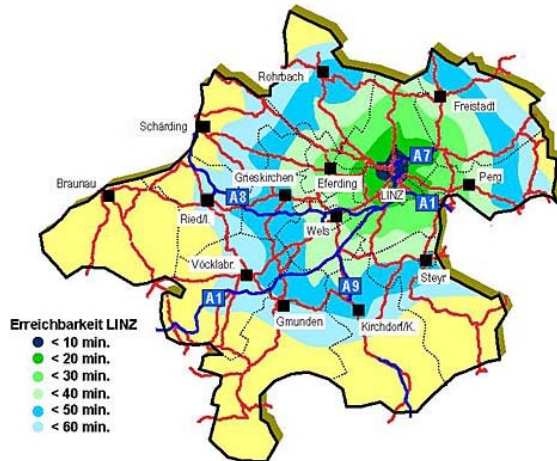 Rohrbach
Freistadt
Schärding
A7
Grieskirchen
Eferding
Perg
Braunau
A8
LINZ
A1
Ried/I.
Wels
Vöcklabr.
Steyr
A1
A9
Gmunden
Kirchdorf/K.
Erreichbarkeit LINZ
< 10 min.
< 20 min.
< 30 min.
< 40 min.
< 50 min.
< 60 min.